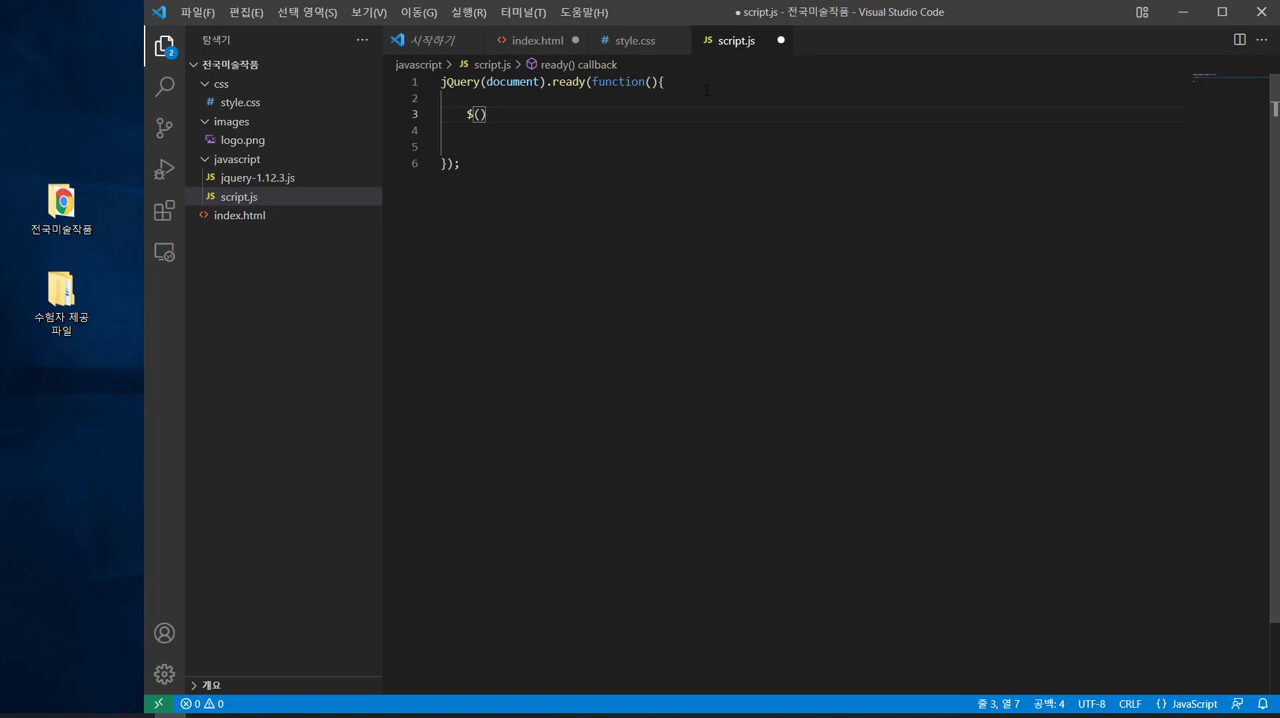 파일(F) 편집(E) 선택 영역(S) 보기(V) 이동(G) 실행(R) 터미널(T) 도움말(H)
● script.js - 전국미술작품 - Visual Studio Code
탐색기
시작하기 index.html style.css script.js
javascript > script.js > ready() callback
전국미술작품
css
style.css
images
logo.png
javascript
jquery-1.12.3.js
script.js
index.html
1 jQuery(document).ready(function(){
2
3 $()
4
5
6 });
전국미술작품
수험자 제공
파일
개요
2
0 0
줄 3, 열 7 공백: 4 UTF-8 CRLF {} JavaScript